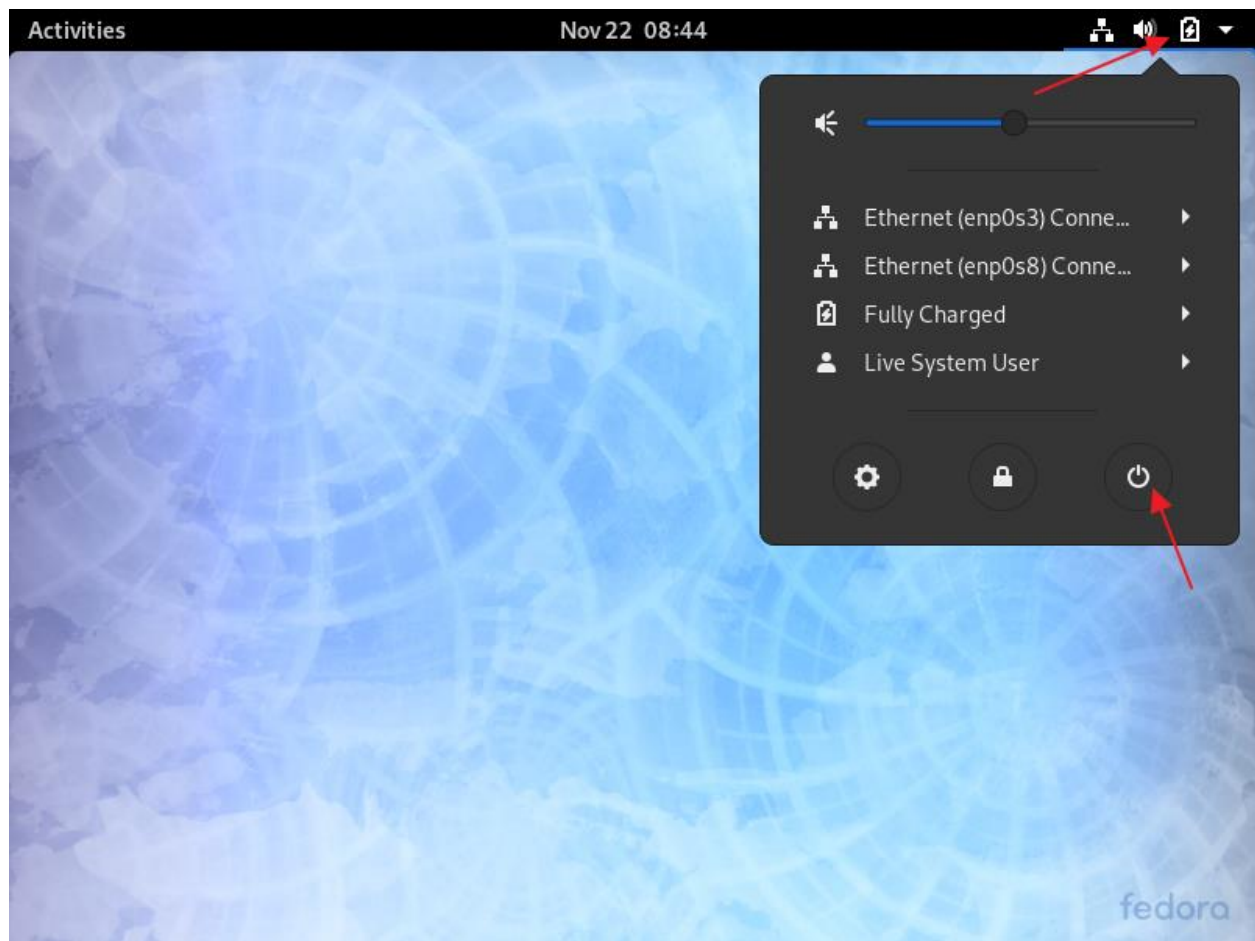 Activities
Nov 22 08:44
Ethernet (enp0s3) Conne...
Ethernet (enp0s8) Conne...
Fully Charged
Live System User
fedora